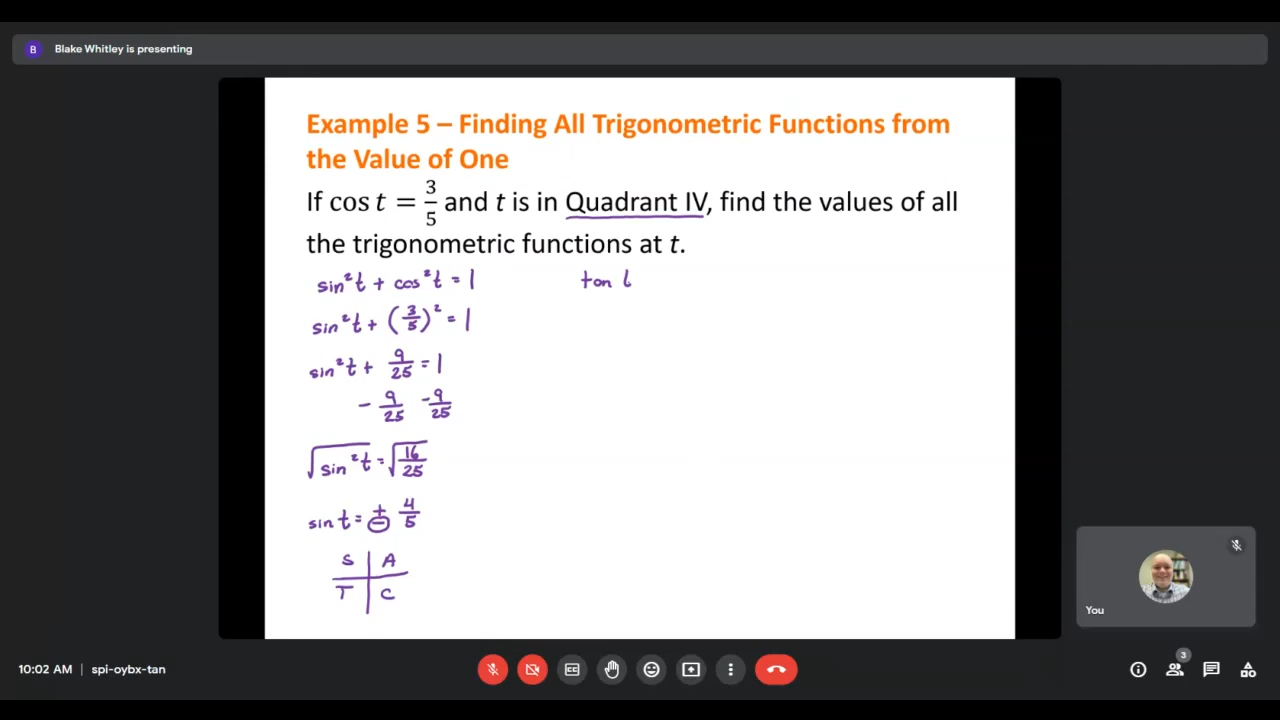 B Blake Whitley is presenting
Example 5 – Finding All Trigonometric Functions from
the Value of One
If cos t = 3/5 and t is in Quadrant IV, find the values of all
the trigonometric functions at t.
sin²t + cos²t = 1
tan t
sin²t + (3/5)² = 1
sin²t + 9/25 = 1
- 9/25 - 9/25
√sin²t = √16/25
sin t = ± 4/5
S A
T C
You
10:02 AM | spi-oybx-tan
CC
3